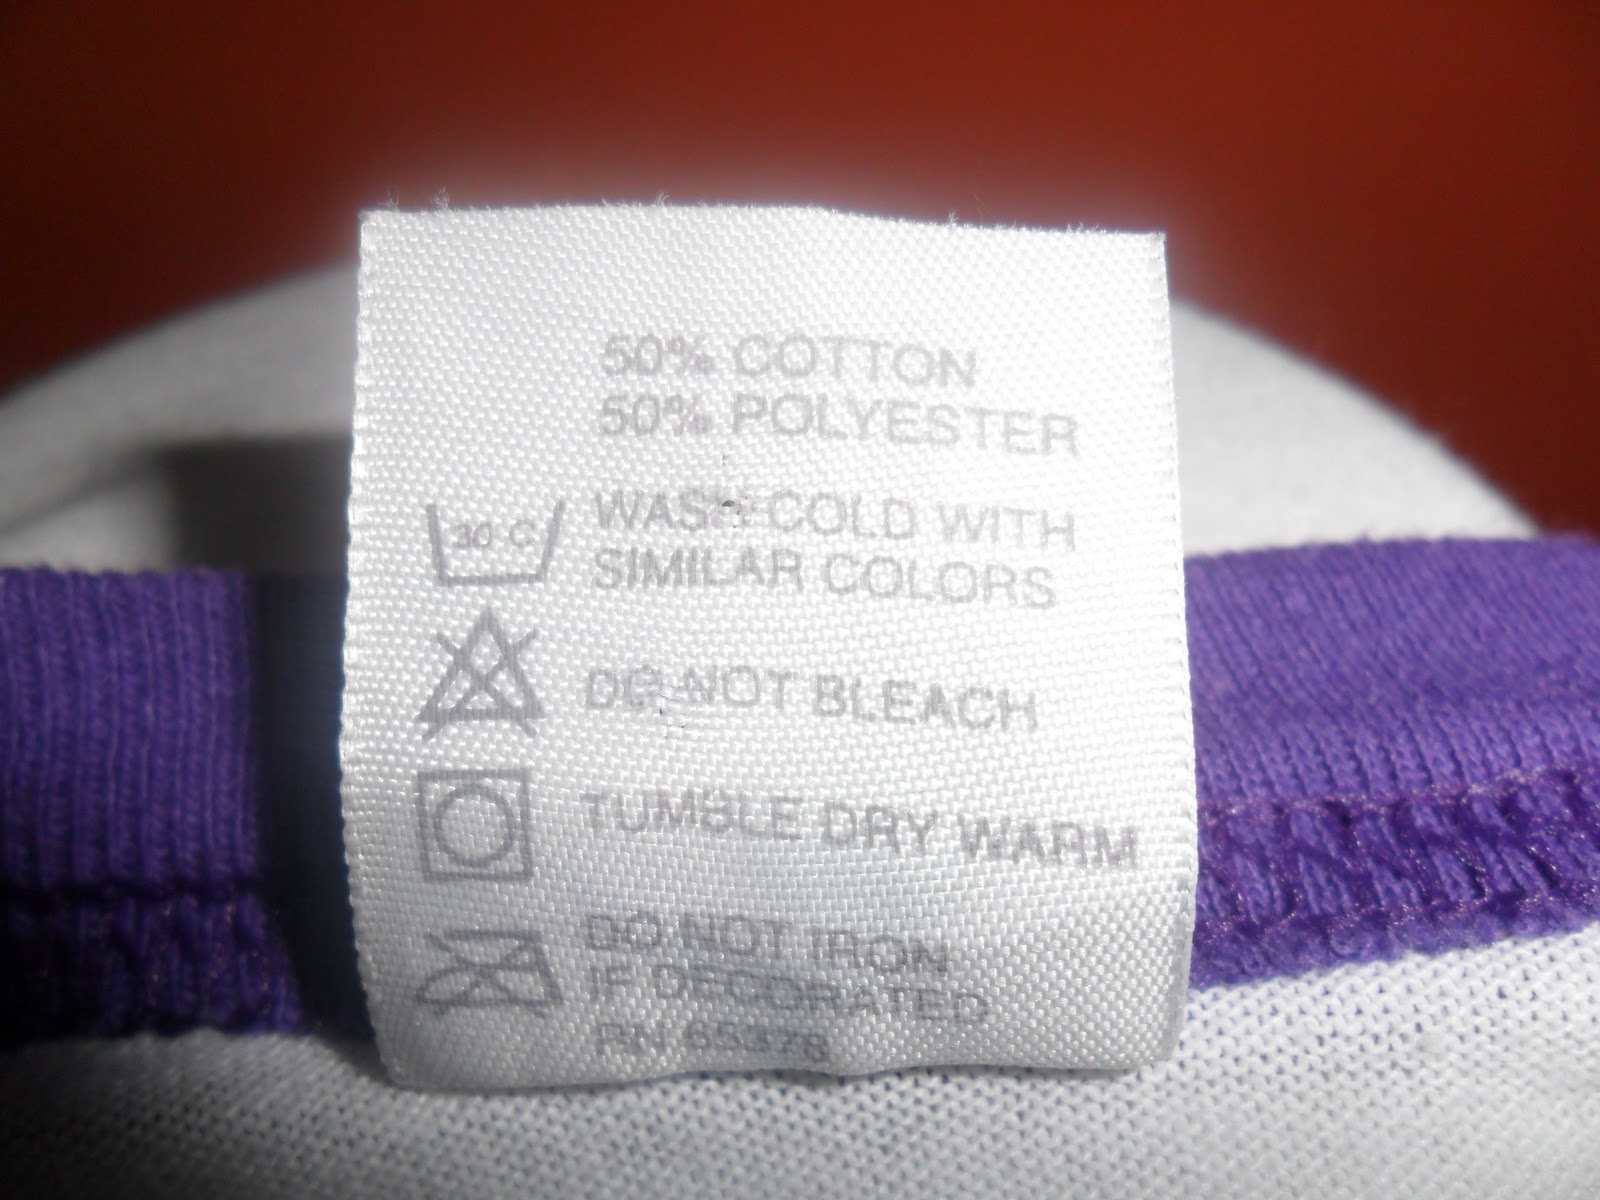 50% COTTON
50% POLYESTER
30°C
WASH COLD WITH
SIMILAR COLORS
DO NOT BLEACH
TUMBLE DRY WARM
DO NOT IRON
IF DECORATED
RN